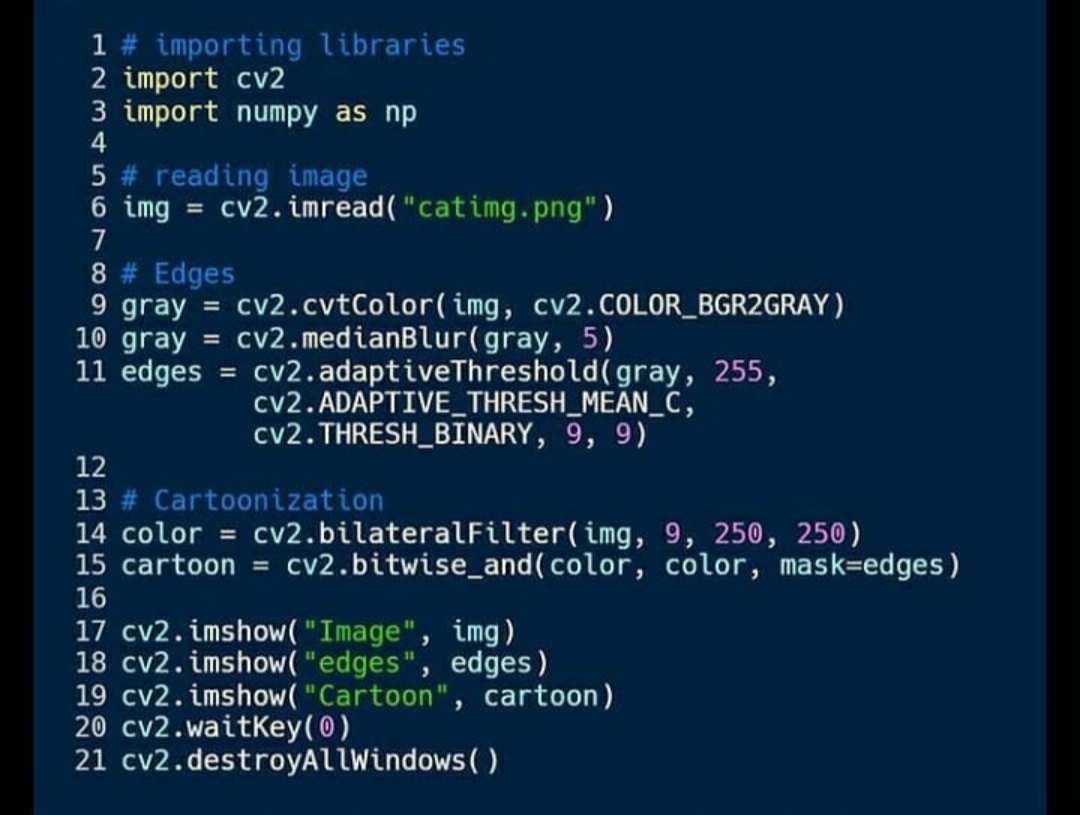 1 # importing libraries
2 import cv2
3 import numpy as np
4
5 # reading image
6 img = cv2.imread("catimg.png")
7
8 # Edges
9 gray = cv2.cvtColor(img, cv2.COLOR_BGR2GRAY)
10 gray = cv2.medianBlur(gray, 5)
11 edges = cv2.adaptiveThreshold(gray, 255,
cv2.ADAPTIVE_THRESH_MEAN_C,
cv2.THRESH_BINARY, 9, 9)
12
13 # Cartoonization
14 color = cv2.bilateralFilter(img, 9, 250, 250)
15 cartoon = cv2.bitwise_and(color, color, mask=edges)
16
17 cv2.imshow("Image", img)
18 cv2.imshow("edges", edges)
19 cv2.imshow("Cartoon", cartoon)
20 cv2.waitKey(0)
21 cv2.destroyAllWindows()